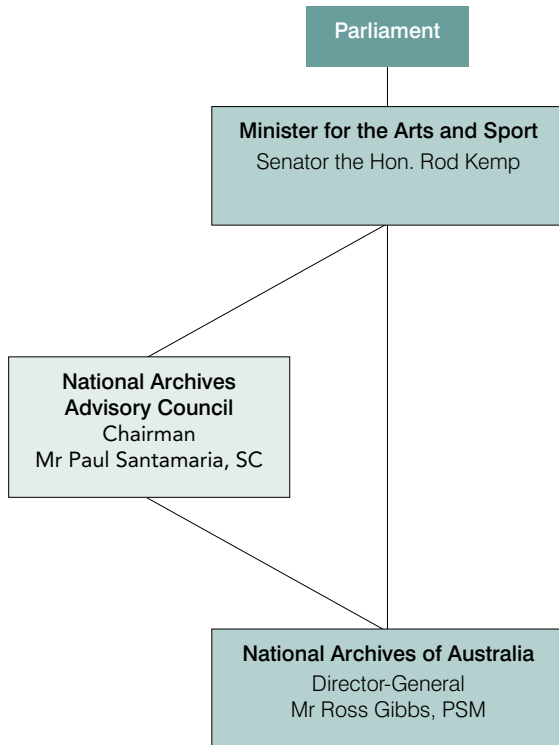 Parliament
Minister for the Arts and Sport
Senator the Hon. Rod Kemp
National Archives
Advisory Council
Chairman
Mr Paul Santamaria, SC
National Archives of Australia
Director-General
Mr Ross Gibbs, PSM